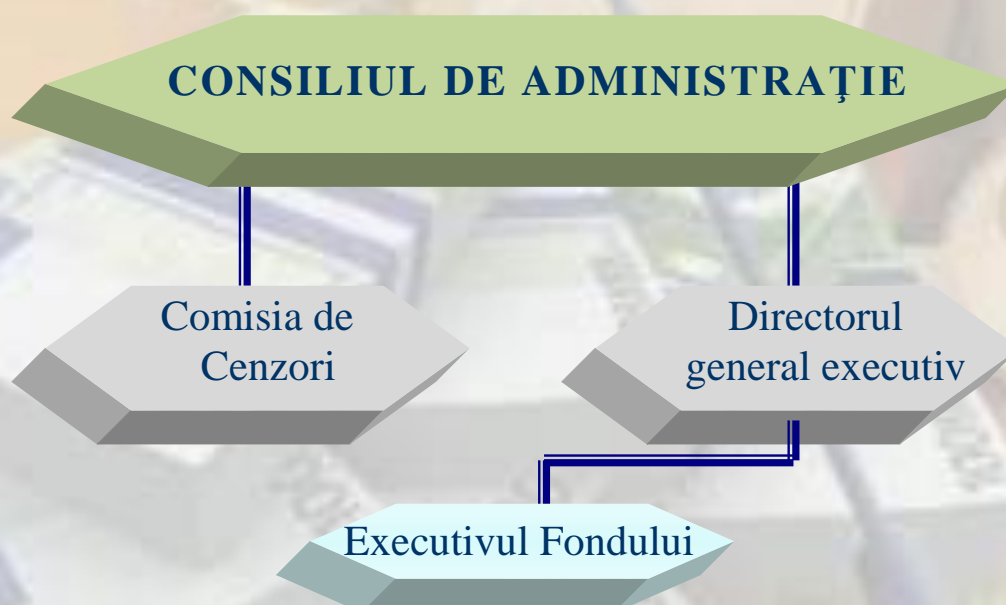 CONSILIUL DE ADMINISTRAŢIE
Comisia de
Cenzori
Directorul
general executiv
Executivul Fondului